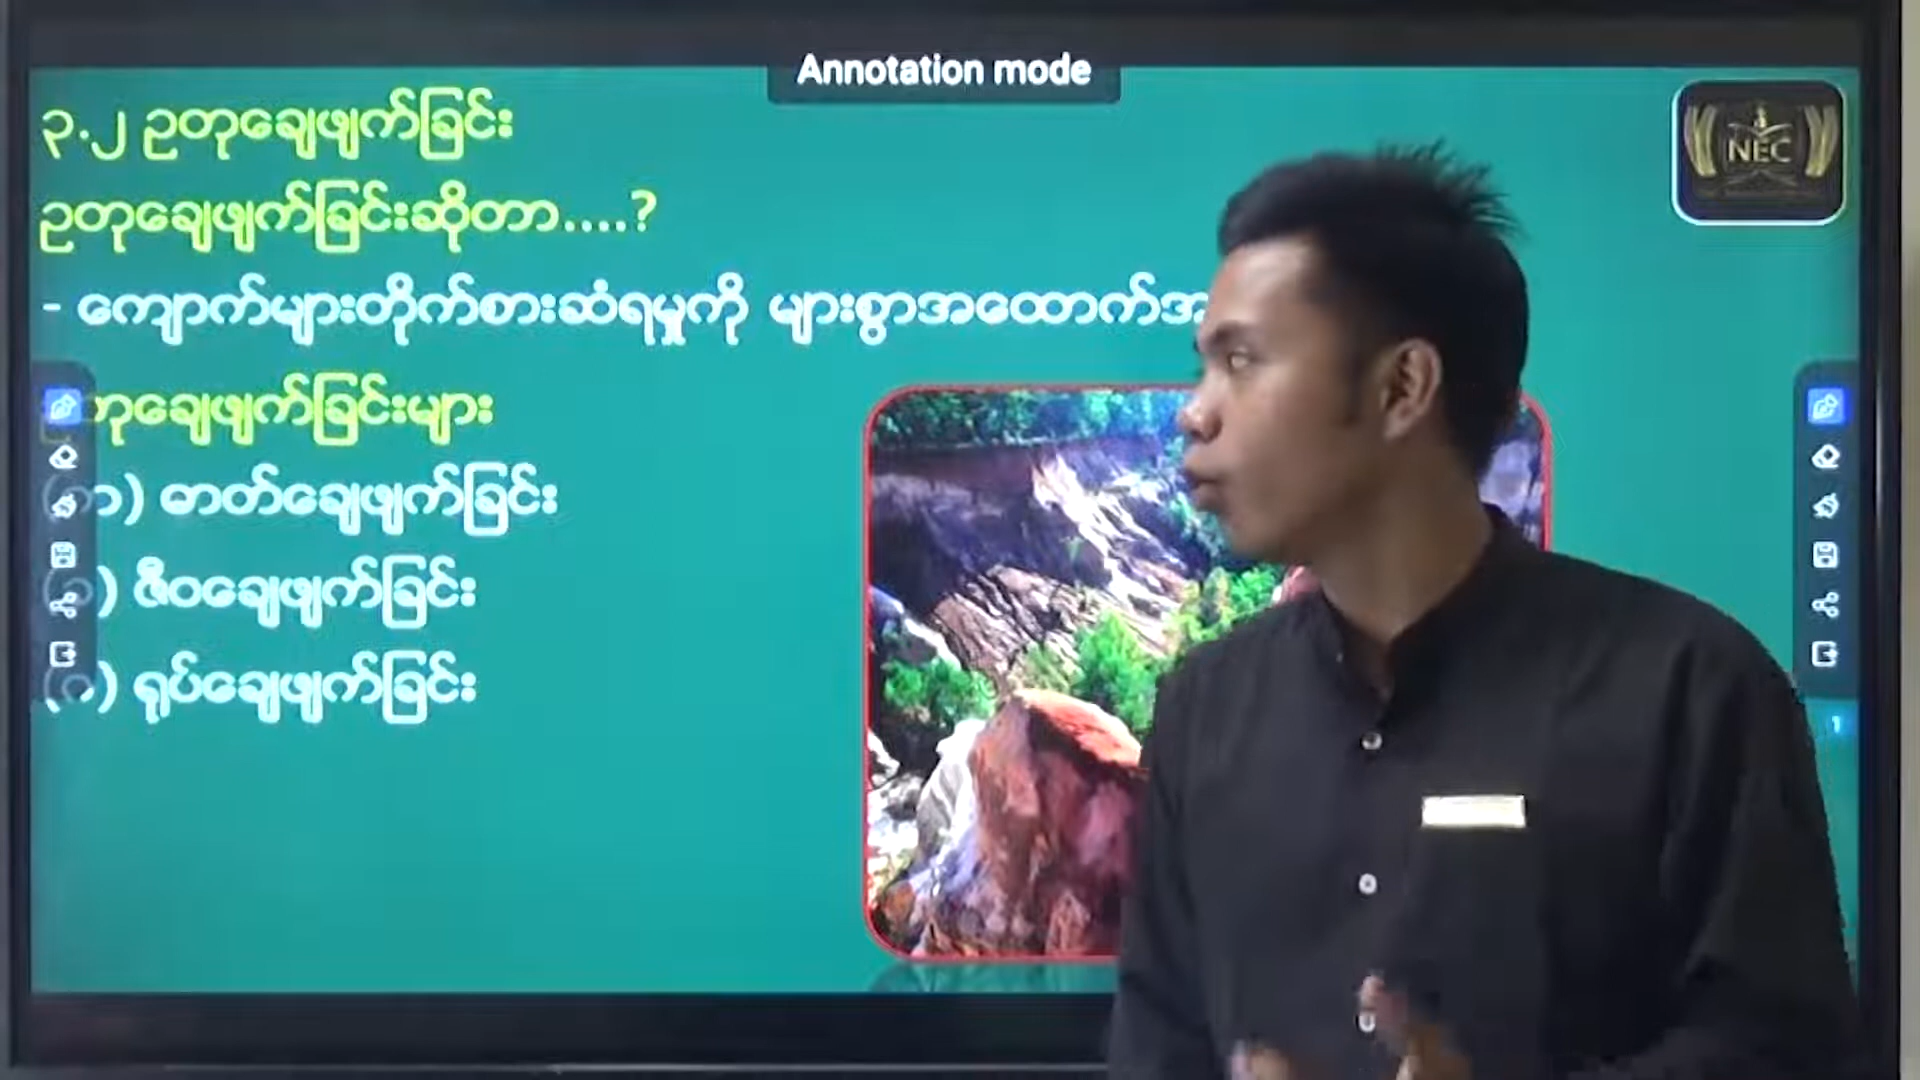 Annotation mode
၃.၂ ဥတုချေဖျက်ခြင်း
NEC
ဥတုချေဖျက်ခြင်းဆိုတာ....?
- ကျောက်များတိုက်စားဆံရမှုကို များစွာအထောက်အ
တုချေဖျက်ခြင်းများ
) ဓာတ်ချေဖျက်ခြင်း
) ဇီဝချေဖျက်ခြင်း
) ရုပ်ချေဖျက်ခြင်း
1